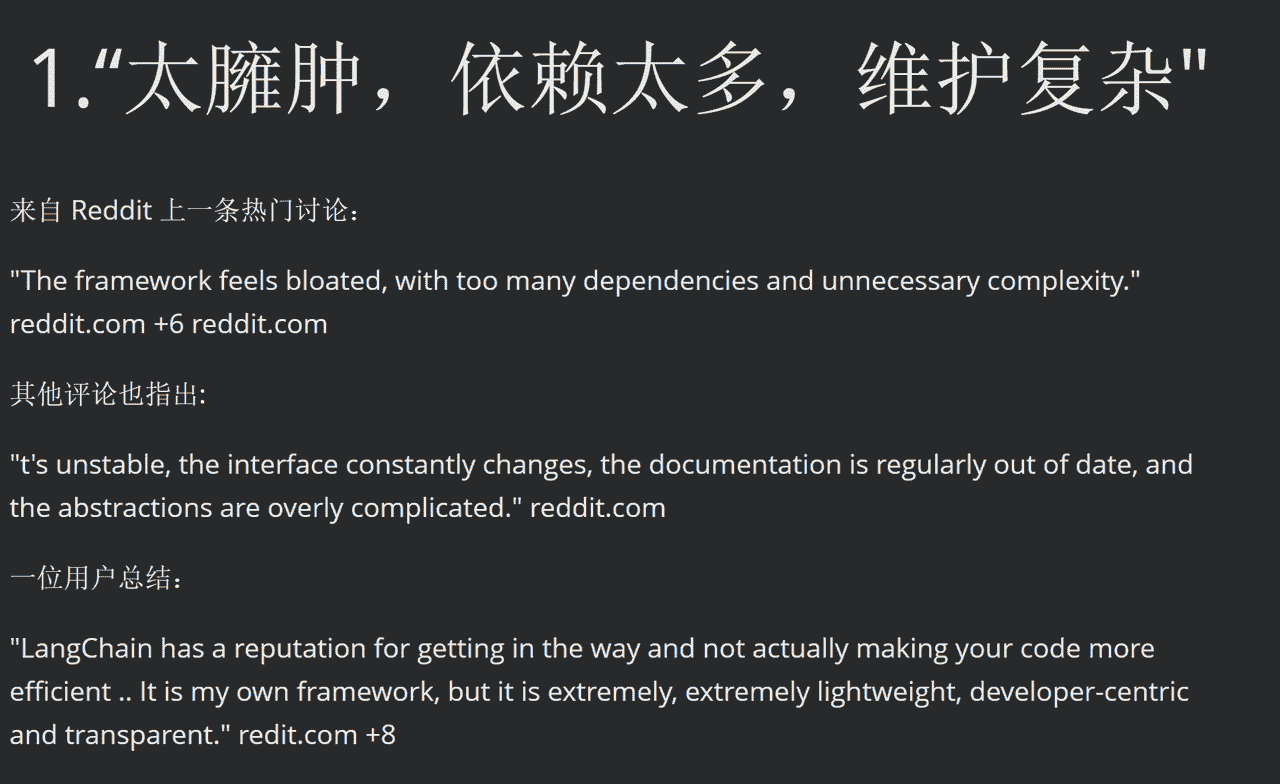 1.“太臃肿，依赖太多，维护复杂"
来自 Reddit 上一条热门讨论：
"The framework feels bloated, with too many dependencies and unnecessary complexity."
reddit.com +6 reddit.com
其他评论也指出:
"t's unstable, the interface constantly changes, the documentation is regularly out of date, and
the abstractions are overly complicated." reddit.com
一位用户总结：
"LangChain has a reputation for getting in the way and not actually making your code more
efficient .. It is my own framework, but it is extremely, extremely lightweight, developer-centric
and transparent." redit.com +8